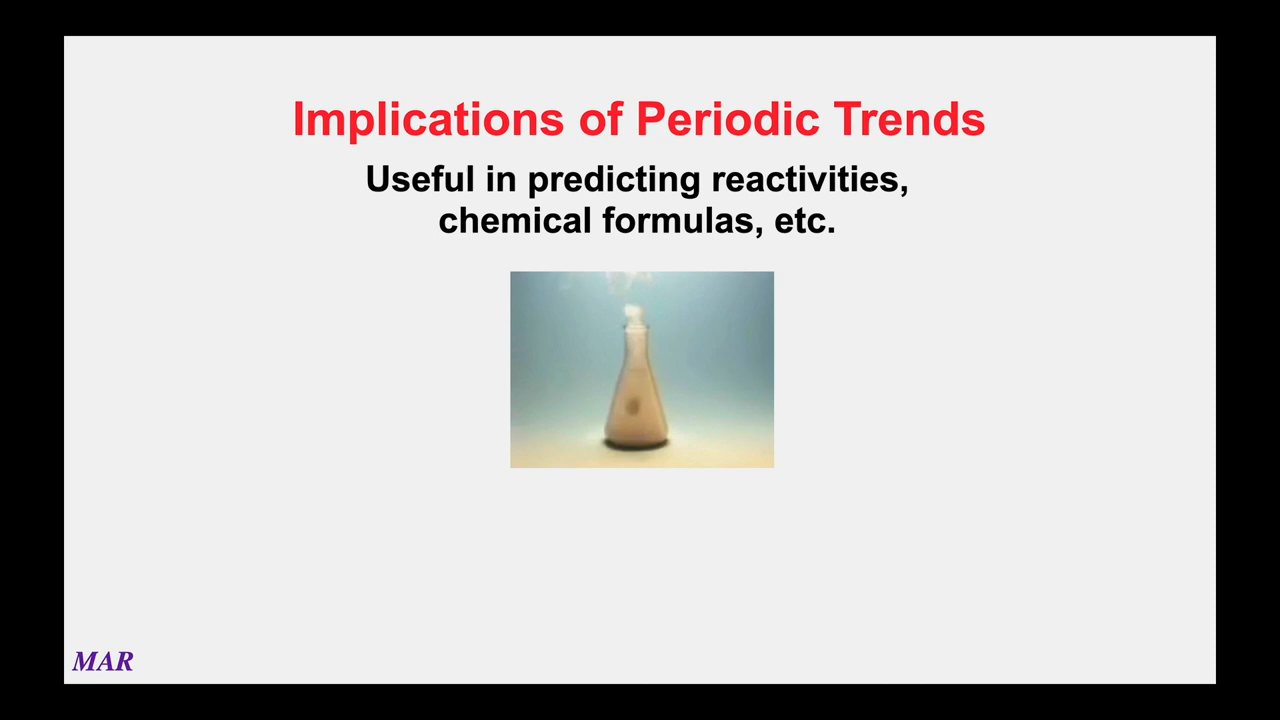 Implications of Periodic Trends
Useful in predicting reactivities,
chemical formulas, etc.
MAR